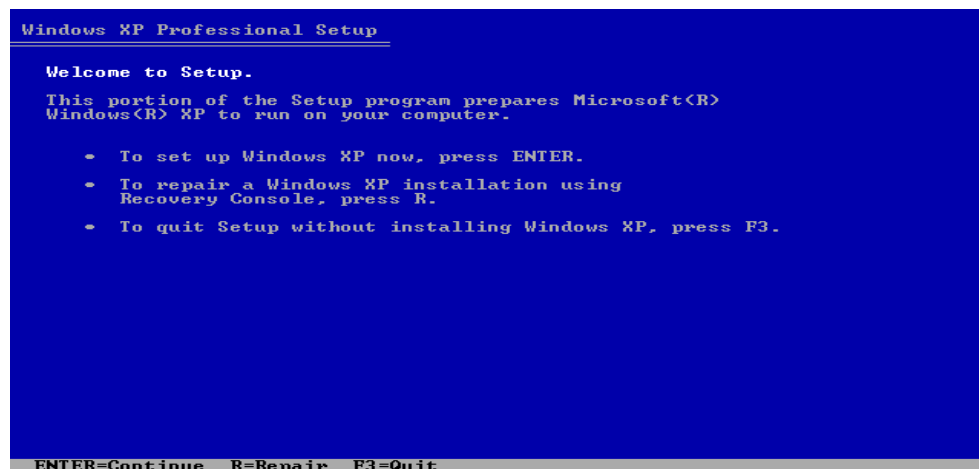 Windows XP Professional Setup
Welcome to Setup.
This portion of the Setup program prepares Microsoft(R)
Windows(R) XP to run on your computer.
• To set up Windows XP now, press ENTER.
• To repair a Windows XP installation using
Recovery Console, press R.
• To quit Setup without installing Windows XP, press F3.
ENTER=Continue R=Repair F3=Quit